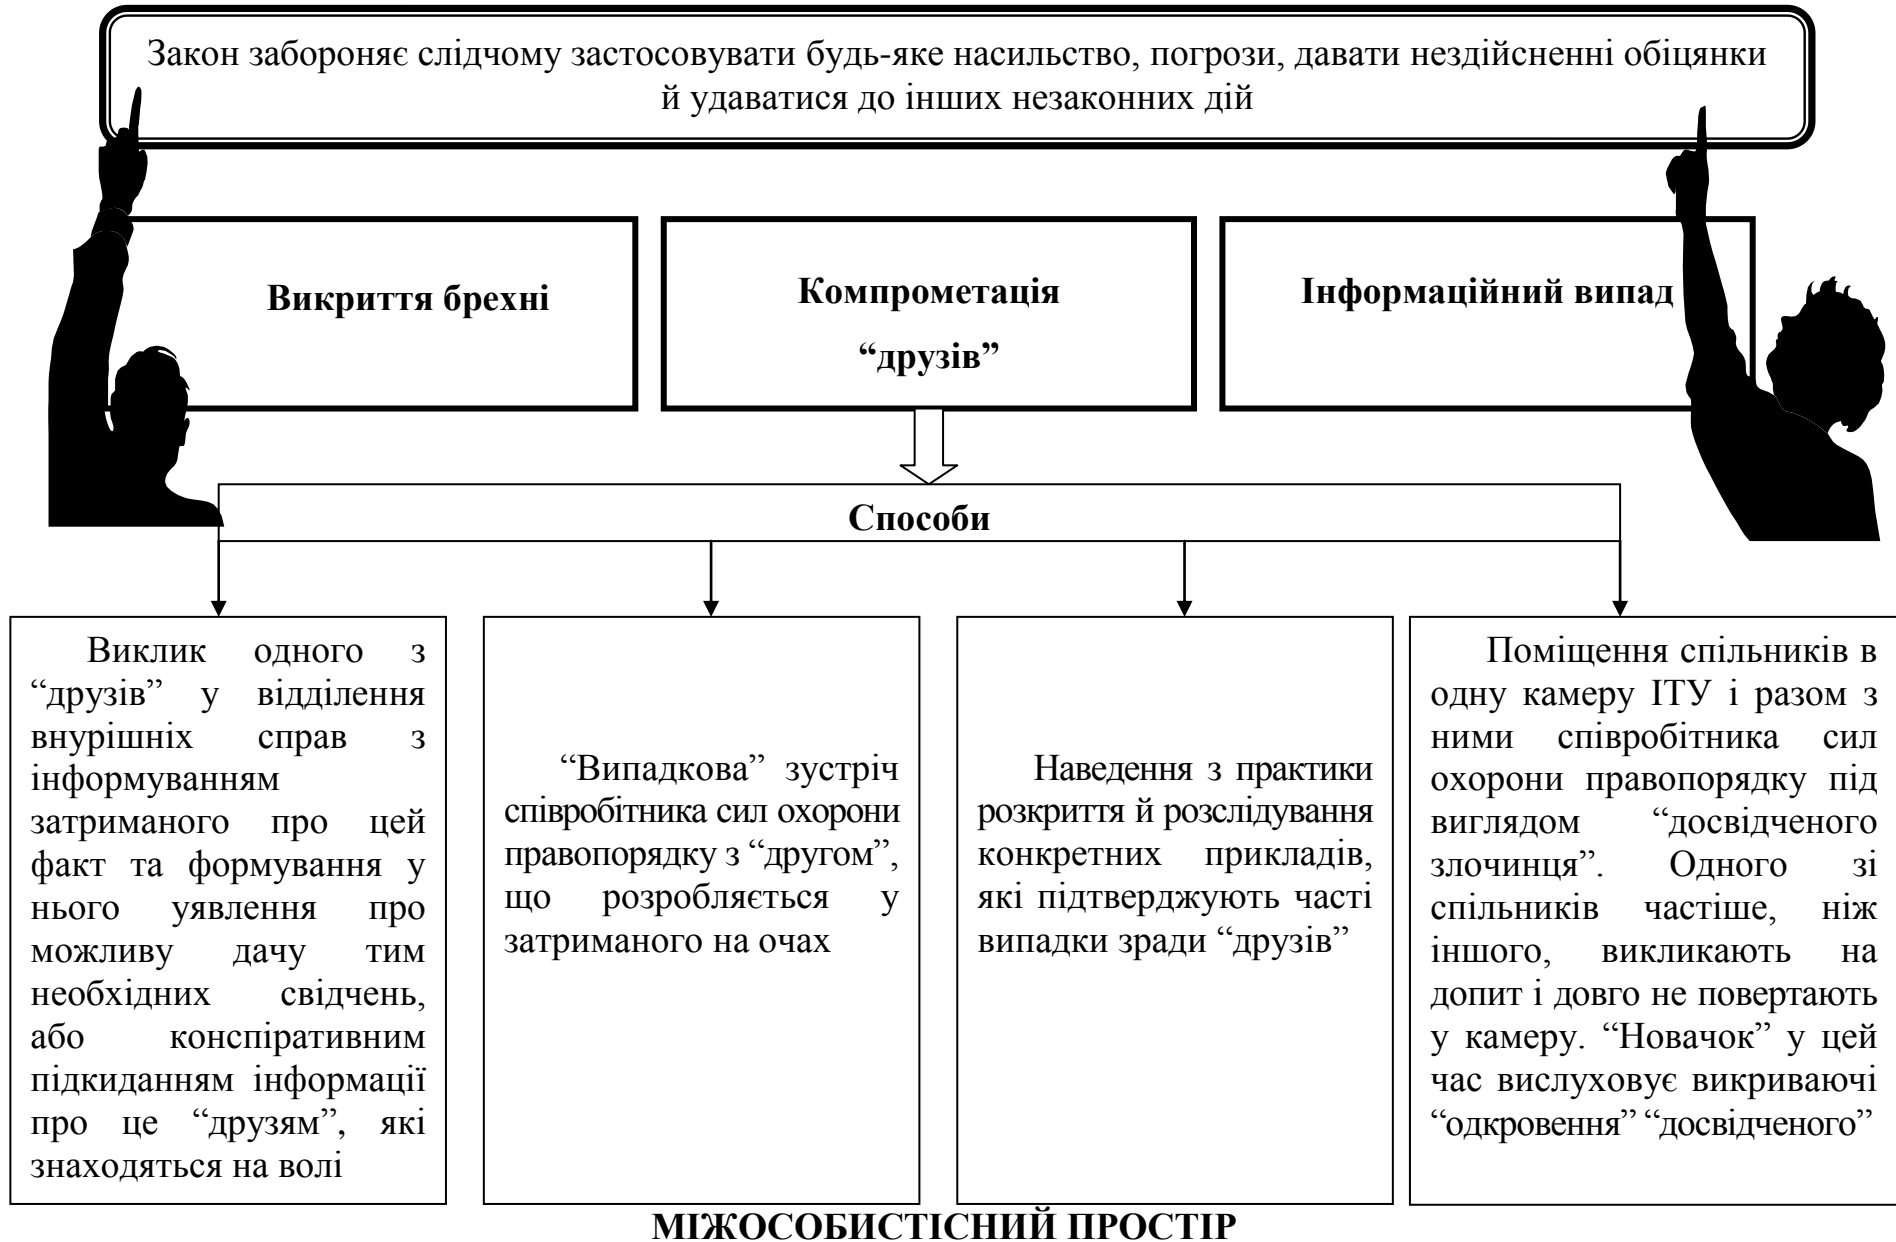 Закон забороняє слідчому застосовувати будь-яке насильство, погрози, давати нездійсненні обіцянки
й удаватися до інших незаконних дій
Викриття брехні
Компрометація
“друзів”
Інформаційний випад
Способи
Виклик одного з
“друзів” у відділення
внурішніх справ з
інформуванням
затриманого про цей
факт та формування у
нього уявлення про
можливу дачу тим
необхідних свідчень,
або конспіративним
підкиданням інформації
про це “друзям”, які
знаходяться на волі
“Випадкова” зустріч
співробітника сил охорони
правопорядку з “другом”,
що розробляється у
затриманого на очах
Наведення з практики
розкриття й розслідування
конкретних прикладів,
які підтверджують часті
випадки зради “друзів”
Поміщення спільників в
одну камеру ІТУ і разом з
ними співробітника сил
охорони правопорядку під
виглядом “досвідченого
злочинця”. Одного зі
спільників частіше, ніж
іншого, викликають на
допит і довго не повертають
у камеру. “Новачок” у цей
час вислуховує викриваючі
“одкровення” “досвідченого”
МІЖОСОБИСТІСНИЙ ПРОСТІР